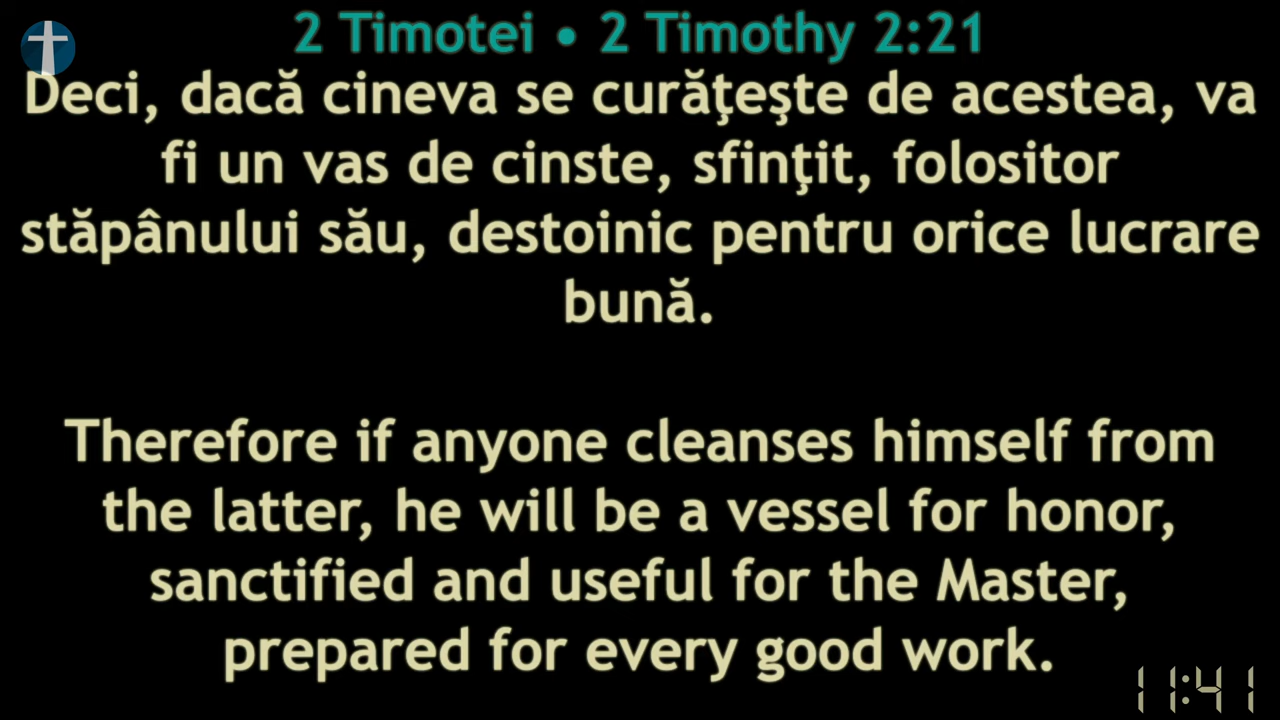 2 Timotei • 2 Timothy 2:21
Deci, dacă cineva se curăţeşte de acestea, va
fi un vas de cinste, sfinţit, folositor
stăpânului său, destoinic pentru orice lucrare
bună.
Therefore if anyone cleanses himself from
the latter, he will be a vessel for honor,
sanctified and useful for the Master,
prepared for every good work.
11:41